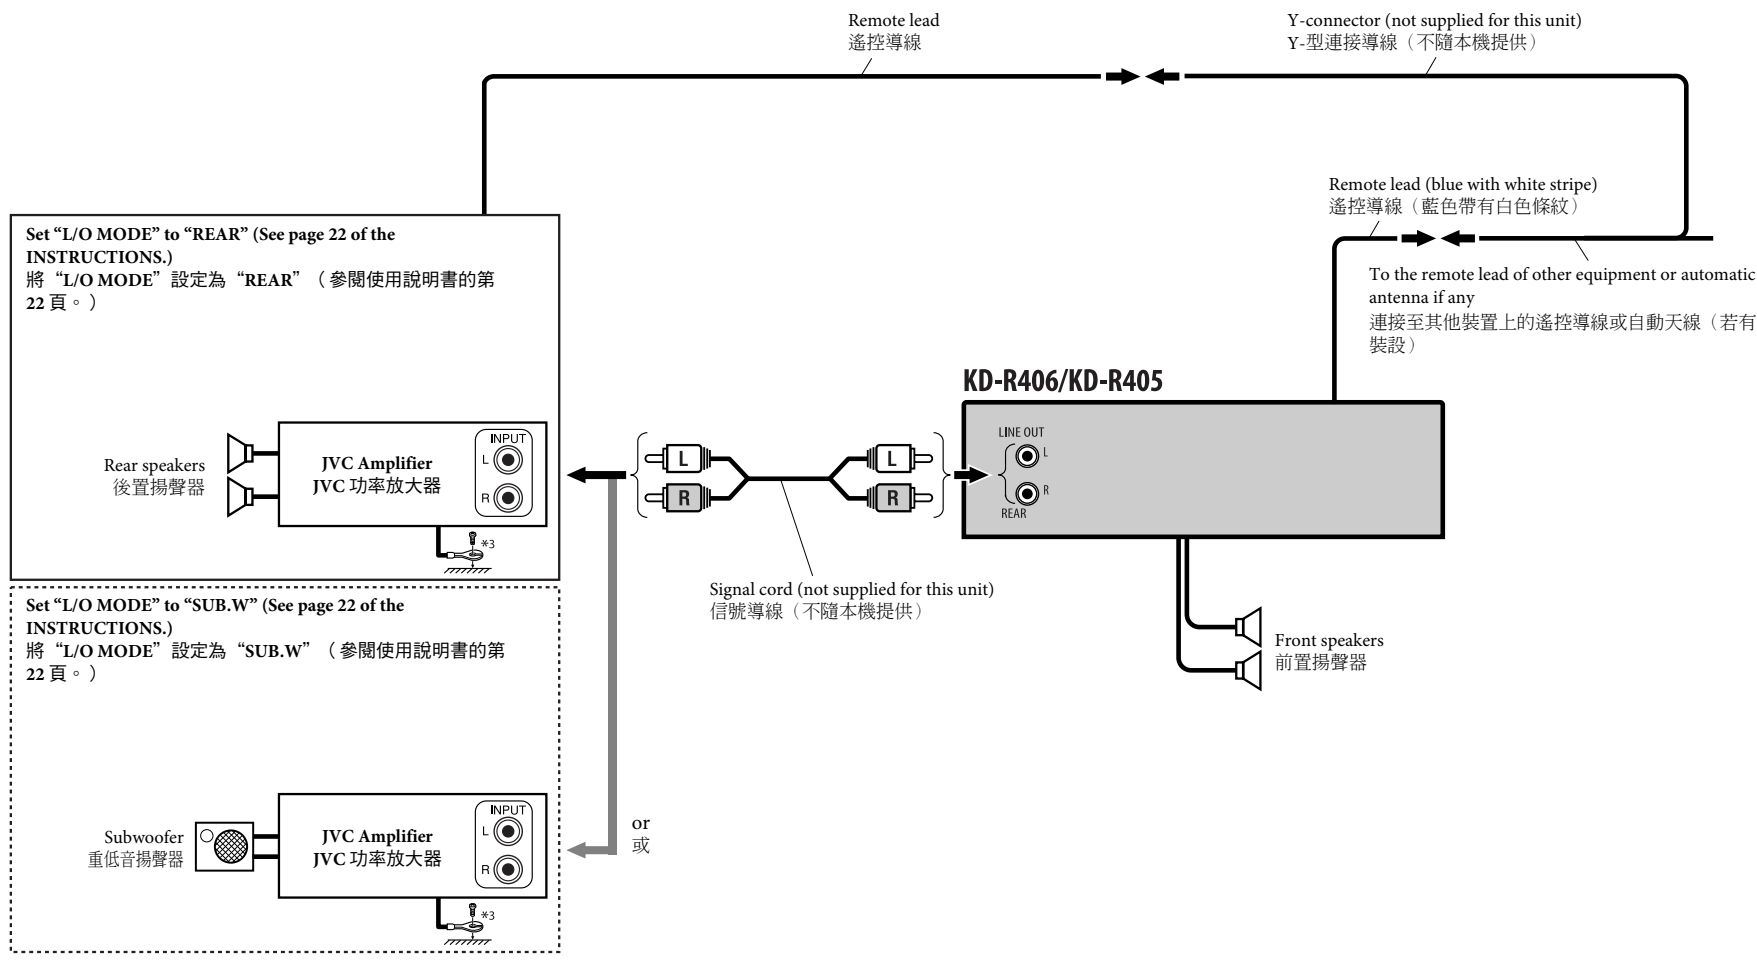 Remote lead
遙控導線
Y-connector (not supplied for this unit)
Y-型連接導線（不隨本機提供）
Remote lead (blue with white stripe)
遙控導線（藍色帶有白色條紋）
To the remote lead of other equipment or automatic
antenna if any
連接至其他裝置上的遙控導線或自動天線（若有
裝設）
Set “L/O MODE” to “REAR” (See page 22 of the
INSTRUCTIONS.)
將“L/O MODE”設定為“REAR”（參閱使用說明書的第
22 頁。）
Rear speakers
後置揚聲器
JVC Amplifier
JVC 功率放大器
INPUT
L
R
*3
L
R
L
R
KD-R406/KD-R405
LINE OUT
L
R
REAR
Signal cord (not supplied for this unit)
信號導線（不隨本機提供）
Front speakers
前置揚聲器
Set “L/O MODE” to “SUB.W” (See page 22 of the
INSTRUCTIONS.)
將“L/O MODE”設定為“SUB.W”（參閱使用說明書的第
22 頁。）
Subwoofer
重低音揚聲器
JVC Amplifier
JVC 功率放大器
INPUT
L
R
*3
or
或